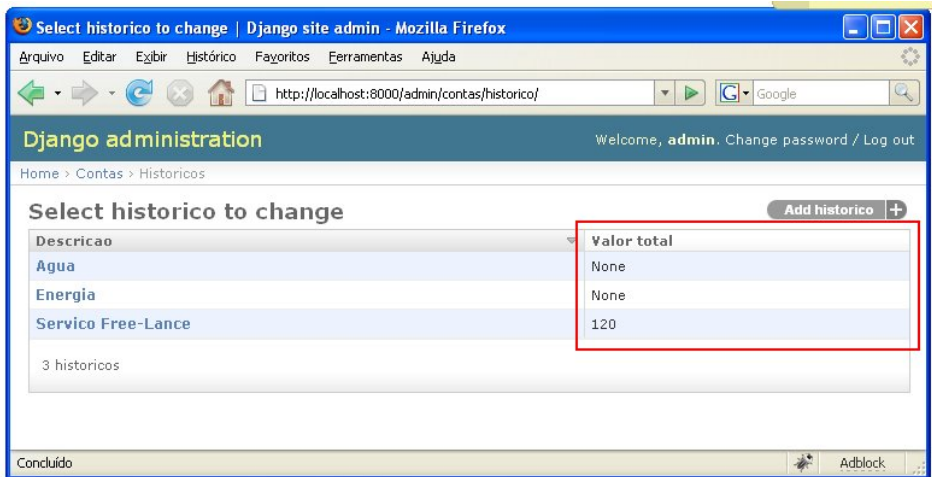 Select historico to change | Django site admin - Mozilla Firefox
Arquivo Editar Exibir Histórico Favoritos Ferramentas Ajuda
http://localhost:8000/admin/contas/historico/ G Google
Django administration Welcome, admin. Change password / Log out
Home > Contas > Historicos
Select historico to change Add historico +
Descricao Valor total
Agua None
Energia None
Servico Free-Lance 120
3 historicos
Concluído Adblock